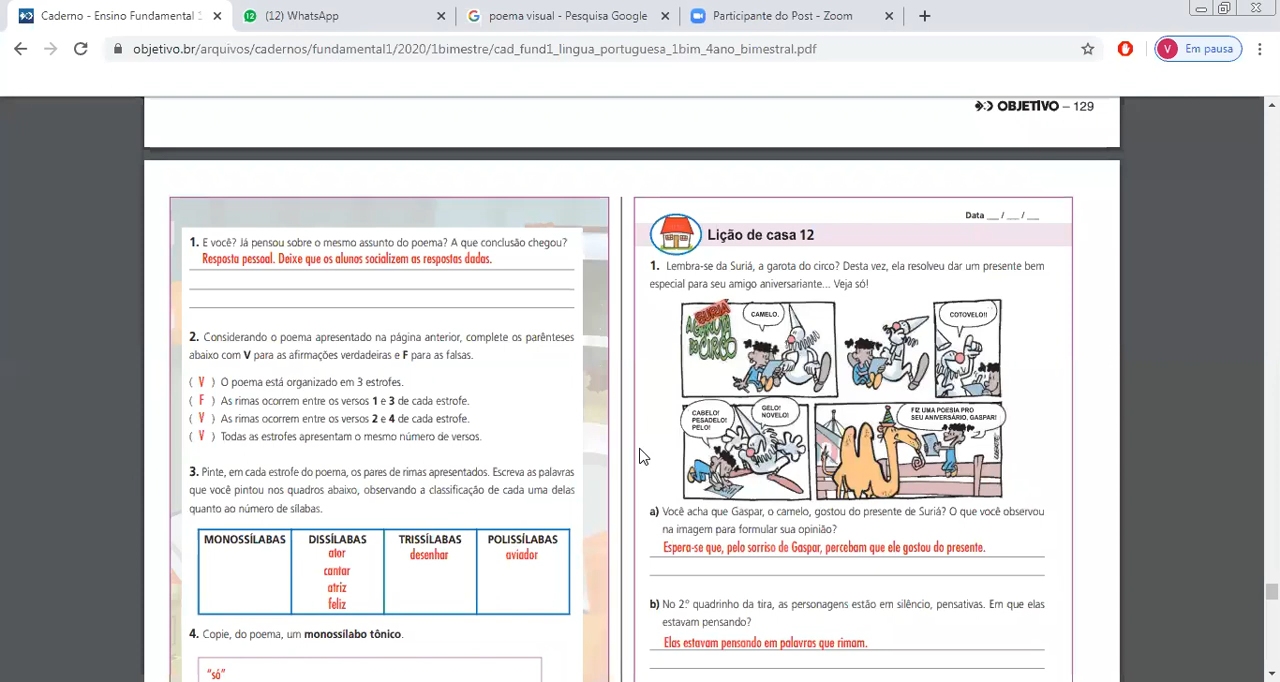 Caderno - Ensino Fundamental
(12) WhatsApp
poema visual - Pesquisa Google
Participante do Post - Zoom
objetivo.br/arquivos/cadernos/fundamental1/2020/1bimestre/cad_fund1_lingua_portuguesa_1bim_4ano_bimestral.pdf
V Em pausa
OBJETIVO – 129
1. E você? Já pensou sobre o mesmo assunto do poema? A que conclusão chegou?
Resposta pessoal. Deixe que os alunos socializem as respostas dadas.
2. Considerando o poema apresentado na página anterior, complete os parênteses
abaixo com V para as afirmações verdadeiras e F para as falsas.
( V ) O poema está organizado em 3 estrofes.
( F ) As rimas ocorrem entre os versos 1 e 3 de cada estrofe.
( V ) As rimas ocorrem entre os versos 2 e 4 de cada estrofe.
( V ) Todas as estrofes apresentam o mesmo número de versos.
3. Pinte, em cada estrofe do poema, os pares de rimas apresentados. Escreva as palavras
que você pintou nos quadros abaixo, observando a classificação de cada uma delas
quanto ao número de sílabas.
MONOSSÍLABAS DISSÍLABAS TRISSÍLABAS POLISSÍLABAS
ator desenhar aviador
cantar
atriz
feliz
4. Copie, do poema, um monossílabo tônico.
"só"
Data __ / __ / __
Lição de casa 12
1. Lembra-se da Suriá, a garota do circo? Desta vez, ela resolveu dar um presente bem
especial para seu amigo aniversariante... Veja só!
SURIÁ
A GAROTA
DO CIRCO
CAMELO.
COTOVELO!!
CABELO!
PESADELO!
PELO!
GELO!
NOVELO!
FIZ UMA POESIA PRO
SEU ANIVERSÁRIO, GASPAR!
a) Você acha que Gaspar, o camelo, gostou do presente de Suriá? O que você observou
na imagem para formular sua opinião?
Espera-se que, pelo sorriso de Gaspar, percebam que ele gostou do presente.
b) No 2.º quadrinho da tira, as personagens estão em silêncio, pensativas. Em que elas
estavam pensando?
Elas estavam pensando em palavras que rimam.